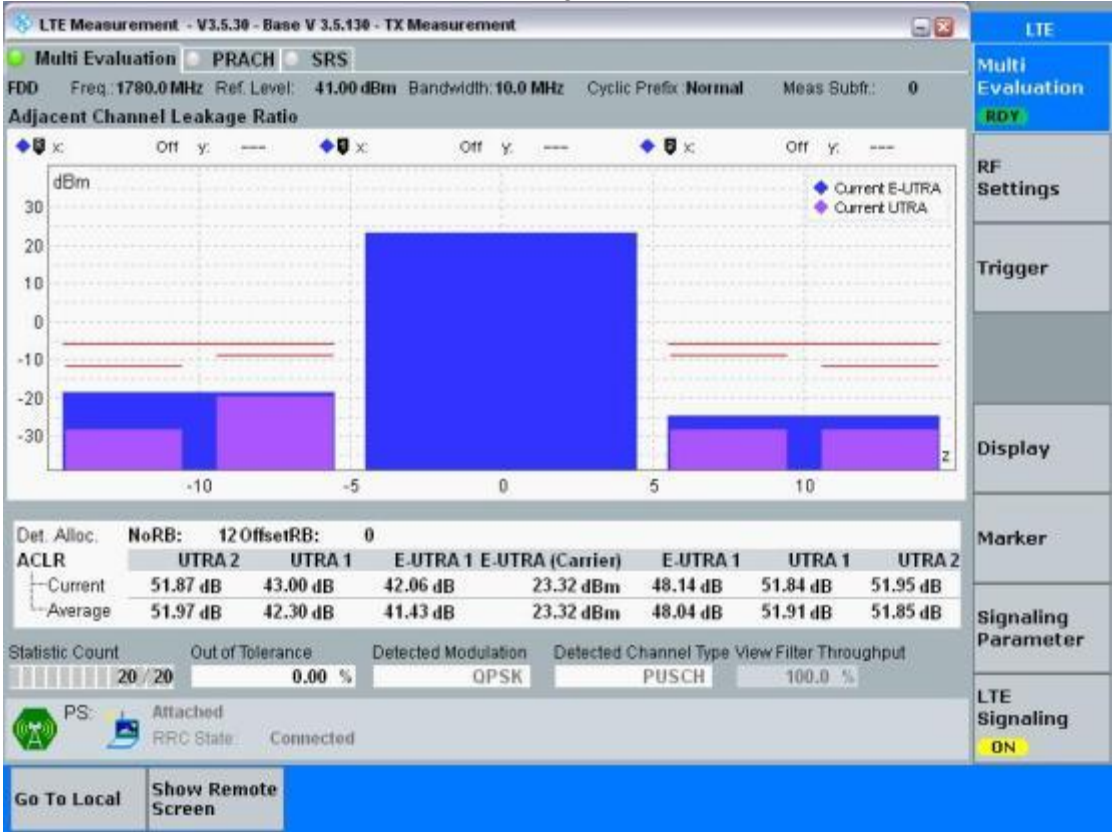 LTE Measurement - V3.5.30 - Base V 3.5.130 - TX Measurement
LTE
Multi Evaluation PRACH SRS
Multi
Evaluation
RDY
FDD Freq.: 1780.0 MHz Ref. Level: 41.00 dBm Bandwidth: 10.0 MHz Cyclic Prefix: Normal Meas Subfr.: 0
Adjacent Channel Leakage Ratio
x: Off y: --- x: Off y: --- x: Off y: ---
dBm
Current E-UTRA
Current UTRA
30
20
10
0
-10
-20
-30
z
-10 -5 0 5 10
RF
Settings
Trigger
Display
Marker
Signaling
Parameter
LTE
Signaling
ON
Det. Alloc. NoRB: 12 OffsetRB: 0
ACLR UTRA 2 UTRA 1 E-UTRA 1 E-UTRA (Carrier) E-UTRA 1 UTRA 1 UTRA 2
Current 51.87 dB 43.00 dB 42.06 dB 23.32 dBm 48.14 dB 51.84 dB 51.95 dB
Average 51.97 dB 42.30 dB 41.43 dB 23.32 dBm 48.04 dB 51.91 dB 51.85 dB
Statistic Count Out of Tolerance Detected Modulation Detected Channel Type View Filter Throughput
20 / 20 0.00 % QPSK PUSCH 100.0 %
PS: Attached
RRC State: Connected
Go To Local
Show Remote
Screen